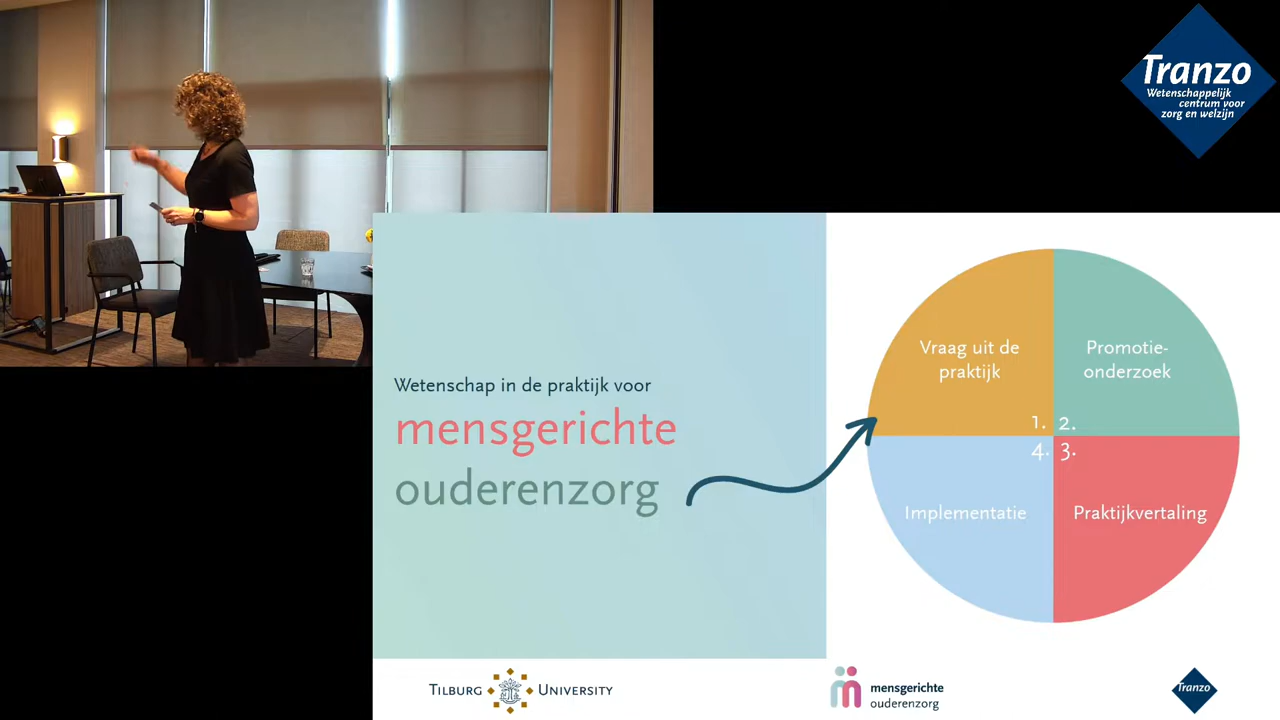 Tranzo
Wetenschappelijk
centrum voor
zorg en welzijn
Wetenschap in de praktijk voor
mensgerichte
ouderenzorg
Vraag uit de
praktijk
1.
Promotie-
onderzoek
2.
Praktijkvertaling
3.
Implementatie
4.
TILBURG UNIVERSITY
mensgerichte
ouderenzorg
Tranzo